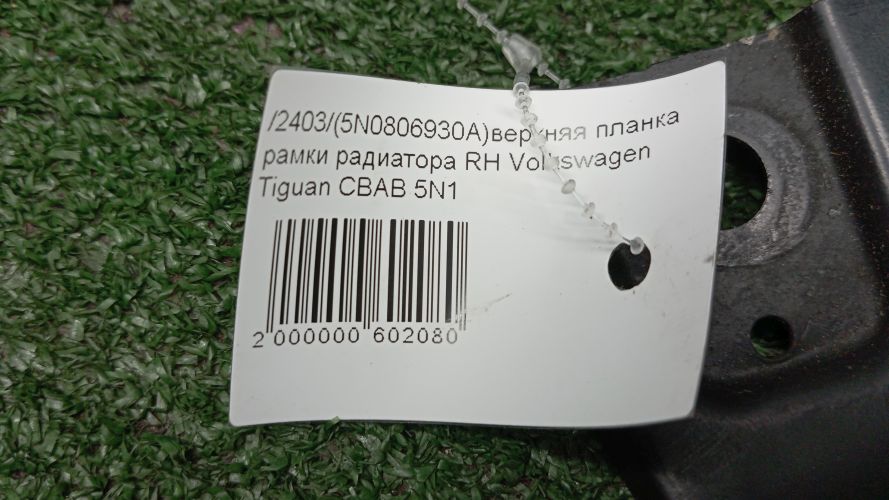 /2403/(5N0806930A)верхняя планка
рамки радиатора RH Volkswagen
Tiguan CBAB 5N1
2 000000 602080